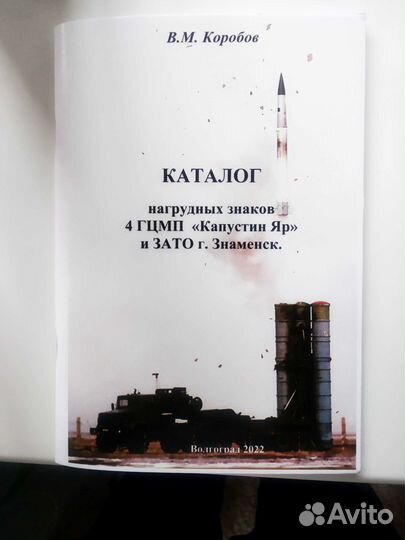 В.М. Коробов
КАТАЛОГ
нагрудных знаков
4 ГЦМП «Капустин Яр»
и ЗАТО г. Знаменск.
Волгоград 2022
Avito